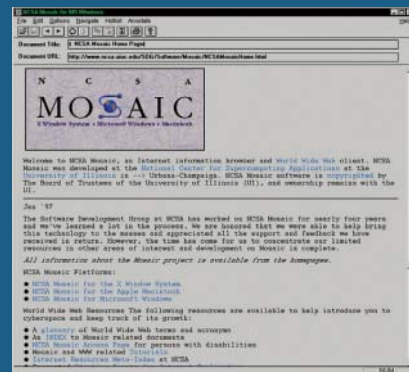 NCSA Mosaic for MS Windows
File Edit Options Navigate Hotlist Annotate
Document Title: NCSA Mosaic Home Page
Document URL: http://www.ncsa.uiuc.edu/SDG/Software/Mosaic/NCSAMosaicHome.html
N C S A
MOSAIC
X Window System • Microsoft Windows • Macintosh
Welcome to NCSA Mosaic, an Internet information browser and World Wide Web client. NCSA
Mosaic was developed at the National Center for Supercomputing Applications at the
University of Illinois in --> Urbana-Champaign. NCSA Mosaic software is copyrighted by
The Board of Trustees of the University of Illinois (UI), and ownership remains with the
UI.
Jan '97
The Software Development Group at NCSA has worked on NCSA Mosaic for nearly four years
and we've learned a lot in the process. We are honored that we were able to help bring
this technology to the masses and appreciated all the support and feedback we have
received in return. However, the time has come for us to concentrate our limited
resources in other areas of interest and development on Mosaic is complete.
All information about the Mosaic project is available from the homepages.
NCSA Mosaic Platforms:
● NCSA Mosaic for the X Window System
● NCSA Mosaic for the Apple Macintosh
● NCSA Mosaic for Microsoft Windows
World Wide Web Resources The following resources are available to help introduce you to
cyberspace and keep track of its growth:
● A glossary of World Wide Web terms and acronyms
● An INDEX to Mosaic related documents
● NCSA Mosaic Access Page for persons with disabilities
● Mosaic and WWW related Tutorials
● Internet Resources Meta-Index at NCSA